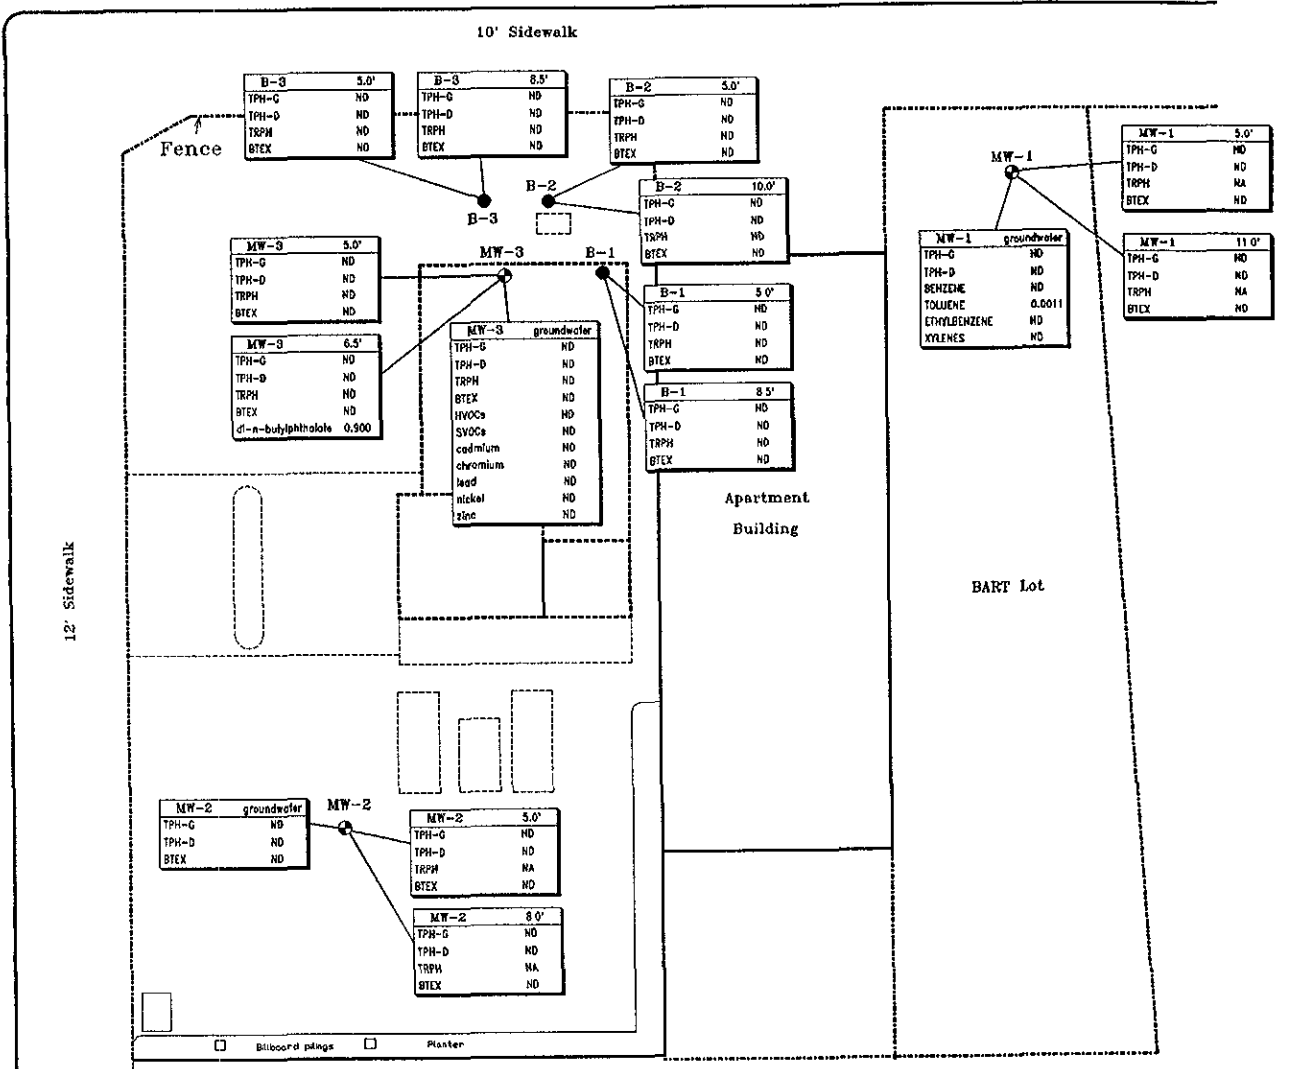 10' Sidewalk
B-3 5.0'
TPH-G ND
TPH-D ND
TRPH ND
BTEX ND
B-3 8.5'
TPH-G ND
TPH-D ND
TRPH ND
BTEX ND
B-2 5.0'
TPH-G ND
TPH-D ND
TRPH ND
BTEX ND
Fence
B-3
B-2
B-2 10.0'
TPH-G ND
TPH-D ND
TRPH ND
BTEX ND
MW-1
MW-1 5.0'
TPH-G ND
TPH-D ND
TRPH NA
BTEX ND
MW-1 groundwater
TPH-G ND
TPH-D ND
BENZENE ND
TOLUENE 0.0011
ETHYLBENZENE ND
XYLENES ND
MW-1 11 0'
TPH-G ND
TPH-D ND
TRPH NA
BTEX ND
MW-3 5.0'
TPH-G ND
TPH-D ND
TRPH ND
BTEX ND
MW-3
B-1
B-1 5 0'
TPH-G ND
TPH-D ND
TRPH ND
BTEX ND
MW-3 6.5'
TPH-G ND
TPH-D ND
TRPH ND
BTEX ND
di-n-butylphthalate 0.900
MW-3 groundwater
TPH-G ND
TPH-D ND
TRPH ND
BTEX ND
HVOCs ND
SVOCs ND
cadmium ND
chromium ND
lead ND
nickel ND
zinc ND
B-1 8 5'
TPH-G ND
TPH-D ND
TRPH ND
BTEX ND
Apartment
Building
BART Lot
12' Sidewalk
MW-2 groundwater
TPH-G ND
TPH-D ND
BTEX ND
MW-2
MW-2 5.0'
TPH-G ND
TPH-D ND
TRPH NA
BTEX ND
MW-2 8 0'
TPH-G ND
TPH-D ND
TRPH NA
BTEX ND
Billboard pilings
Planter